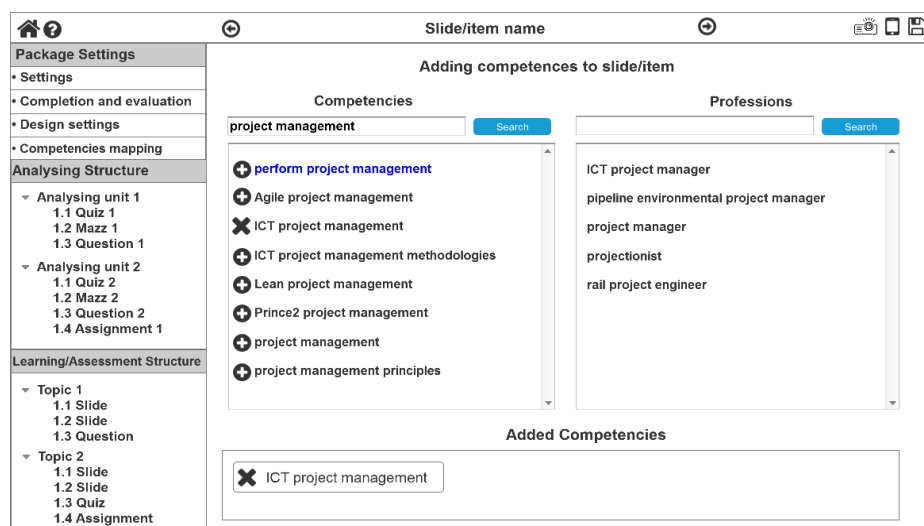 Slide/item name
Package Settings
• Settings
• Completion and evaluation
• Design settings
• Competencies mapping
Analysing Structure
Analysing unit 1
1.1 Quiz 1
1.2 Mazz 1
1.3 Question 1
Analysing unit 2
1.1 Quiz 2
1.2 Mazz 2
1.3 Question 2
1.4 Assignment 1
Learning/Assessment Structure
Topic 1
1.1 Slide
1.2 Slide
1.3 Question
Topic 2
1.1 Slide
1.2 Slide
1.3 Quiz
1.4 Assignment
Adding competences to slide/item
Competencies
project management
Search
perform project management
Agile project management
ICT project management
ICT project management methodologies
Lean project management
Prince2 project management
project management
project management principles
Professions
Search
ICT project manager
pipeline environmental project manager
project manager
projectionist
rail project engineer
Added Competencies
ICT project management